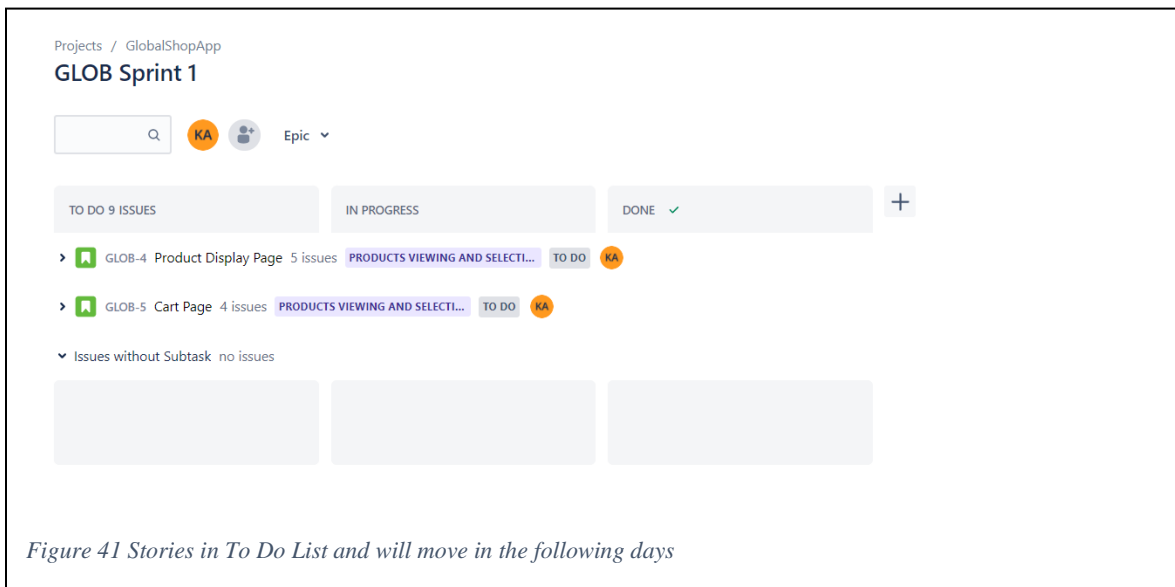 Projects / GlobalShopApp
GLOB Sprint 1
KA Epic
TO DO 9 ISSUES IN PROGRESS DONE
GLOB-4 Product Display Page 5 issues PRODUCTS VIEWING AND SELECTI... TO DO KA
GLOB-5 Cart Page 4 issues PRODUCTS VIEWING AND SELECTI... TO DO KA
Issues without Subtask no issues
Figure 41 Stories in To Do List and will move in the following days